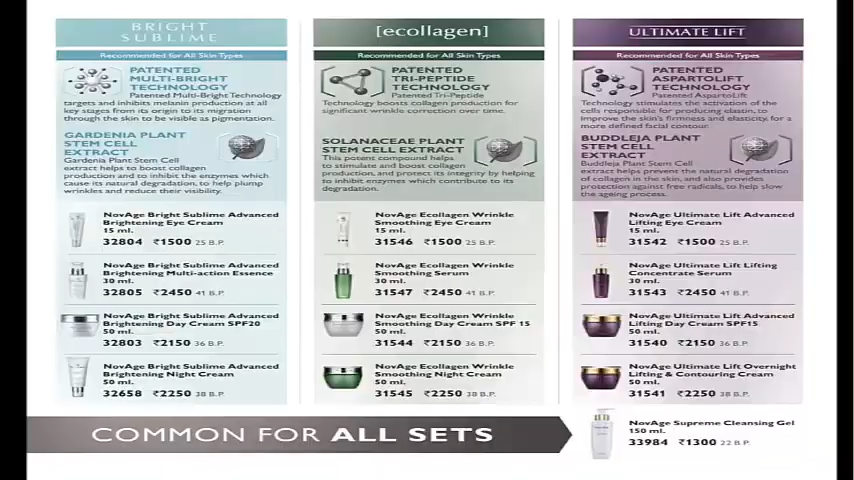 BRIGHT
SUBLIME
Recommended for All Skin Types
PATENTED
MULTI-BRIGHT
TECHNOLOGY
Patented Multi-Bright Technology
targets and inhibits melanin production at all
key stages from its origin to its migration
through the skin to be visible as pigmentation.
GARDENIA PLANT
STEM CELL
EXTRACT
Gardenia Plant Stem Cell
extract helps to boost collagen
production and to inhibit the enzymes which
cause its natural degradation, to help plump
wrinkles and reduce their visibility.
NovAge Bright Sublime Advanced
Brightening Eye Cream
15 ml.
32804 ₹1500 25 B.P.
NovAge Bright Sublime Advanced
Brightening Multi-action Essence
30 ml.
32805 ₹2450 41 B.P.
NovAge Bright Sublime Advanced
Brightening Day Cream SPF20
50 ml.
32803 ₹2150 36 B.P.
NovAge Bright Sublime Advanced
Brightening Night Cream
50 ml.
32658 ₹2250 38 B.P.
[ecollagen]
Recommended for All Skin Types
PATENTED
TRI-PEPTIDE
TECHNOLOGY
Patented Tri-Peptide
Technology boosts collagen production for
significant wrinkle correction over time.
SOLANACEAE PLANT
STEM CELL EXTRACT
This potent compound helps
to stimulate and boost collagen
production, and protect its integrity by helping
to inhibit enzymes which contribute to its
degradation.
NovAge Ecollagen Wrinkle
Smoothing Eye Cream
15 ml.
31546 ₹1500 25 B.P.
NovAge Ecollagen Wrinkle
Smoothing Serum
30 ml.
31547 ₹2450 41 B.P.
NovAge Ecollagen Wrinkle
Smoothing Day Cream SPF 15
50 ml.
31544 ₹2150 36 B.P.
NovAge Ecollagen Wrinkle
Smoothing Night Cream
50 ml.
31545 ₹2250 38 B.P.
ULTIMATE LIFT
Recommended for All Skin Types
PATENTED
ASPARTOLIFT
TECHNOLOGY
Patented AspartoLift
Technology stimulates the activation of the
cells responsible for producing elastin, to
improve the skin's firmness and elasticity, for a
more defined facial contour.
BUDDLEJA PLANT
STEM CELL
EXTRACT
Buddleja Plant Stem Cell
extract helps prevent the natural degradation
of collagen in the skin, and also provides
protection against free radicals, to help slow
the ageing process.
NovAge Ultimate Lift Advanced
Lifting Eye Cream
15 ml.
31542 ₹1500 25 B.P.
NovAge Ultimate Lift Lifting
Concentrate Serum
30 ml.
31543 ₹2450 41 B.P.
NovAge Ultimate Lift Advanced
Lifting Day Cream SPF15
50 ml.
31540 ₹2150 36 B.P.
NovAge Ultimate Lift Overnight
Lifting & Contouring Cream
50 ml.
31541 ₹2250 38 B.P.
COMMON FOR ALL SETS
NovAge Supreme Cleansing Gel
150 ml.
33984 ₹1300 22 B.P.